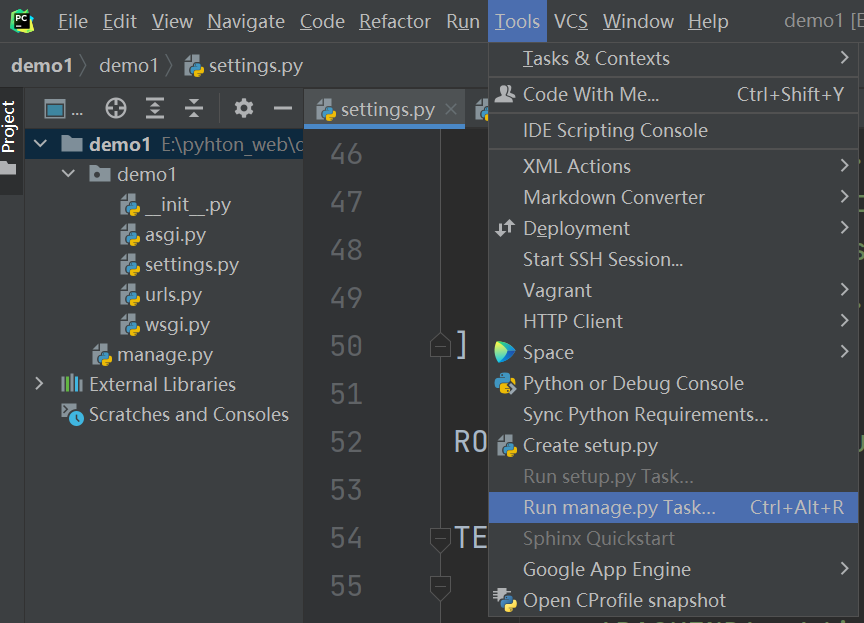 PC File Edit View Navigate Code Refactor Run Tools VCS Window Help demo1
demo1 demo1 settings.py
Project
...
settings.py
demo1 E:\pyhton_web\
demo1
__init__.py
asgi.py
settings.py
urls.py
wsgi.py
manage.py
External Libraries
Scratches and Consoles
46
47
48
49
50 ]
51
52 RO
53
54 TE
55
Tasks & Contexts
Code With Me... Ctrl+Shift+Y
IDE Scripting Console
XML Actions
Markdown Converter
Deployment
Start SSH Session...
Vagrant
HTTP Client
Space
Python or Debug Console
Sync Python Requirements...
Create setup.py
Run setup.py Task...
Run manage.py Task... Ctrl+Alt+R
Sphinx Quickstart
Google App Engine
Open CProfile snapshot